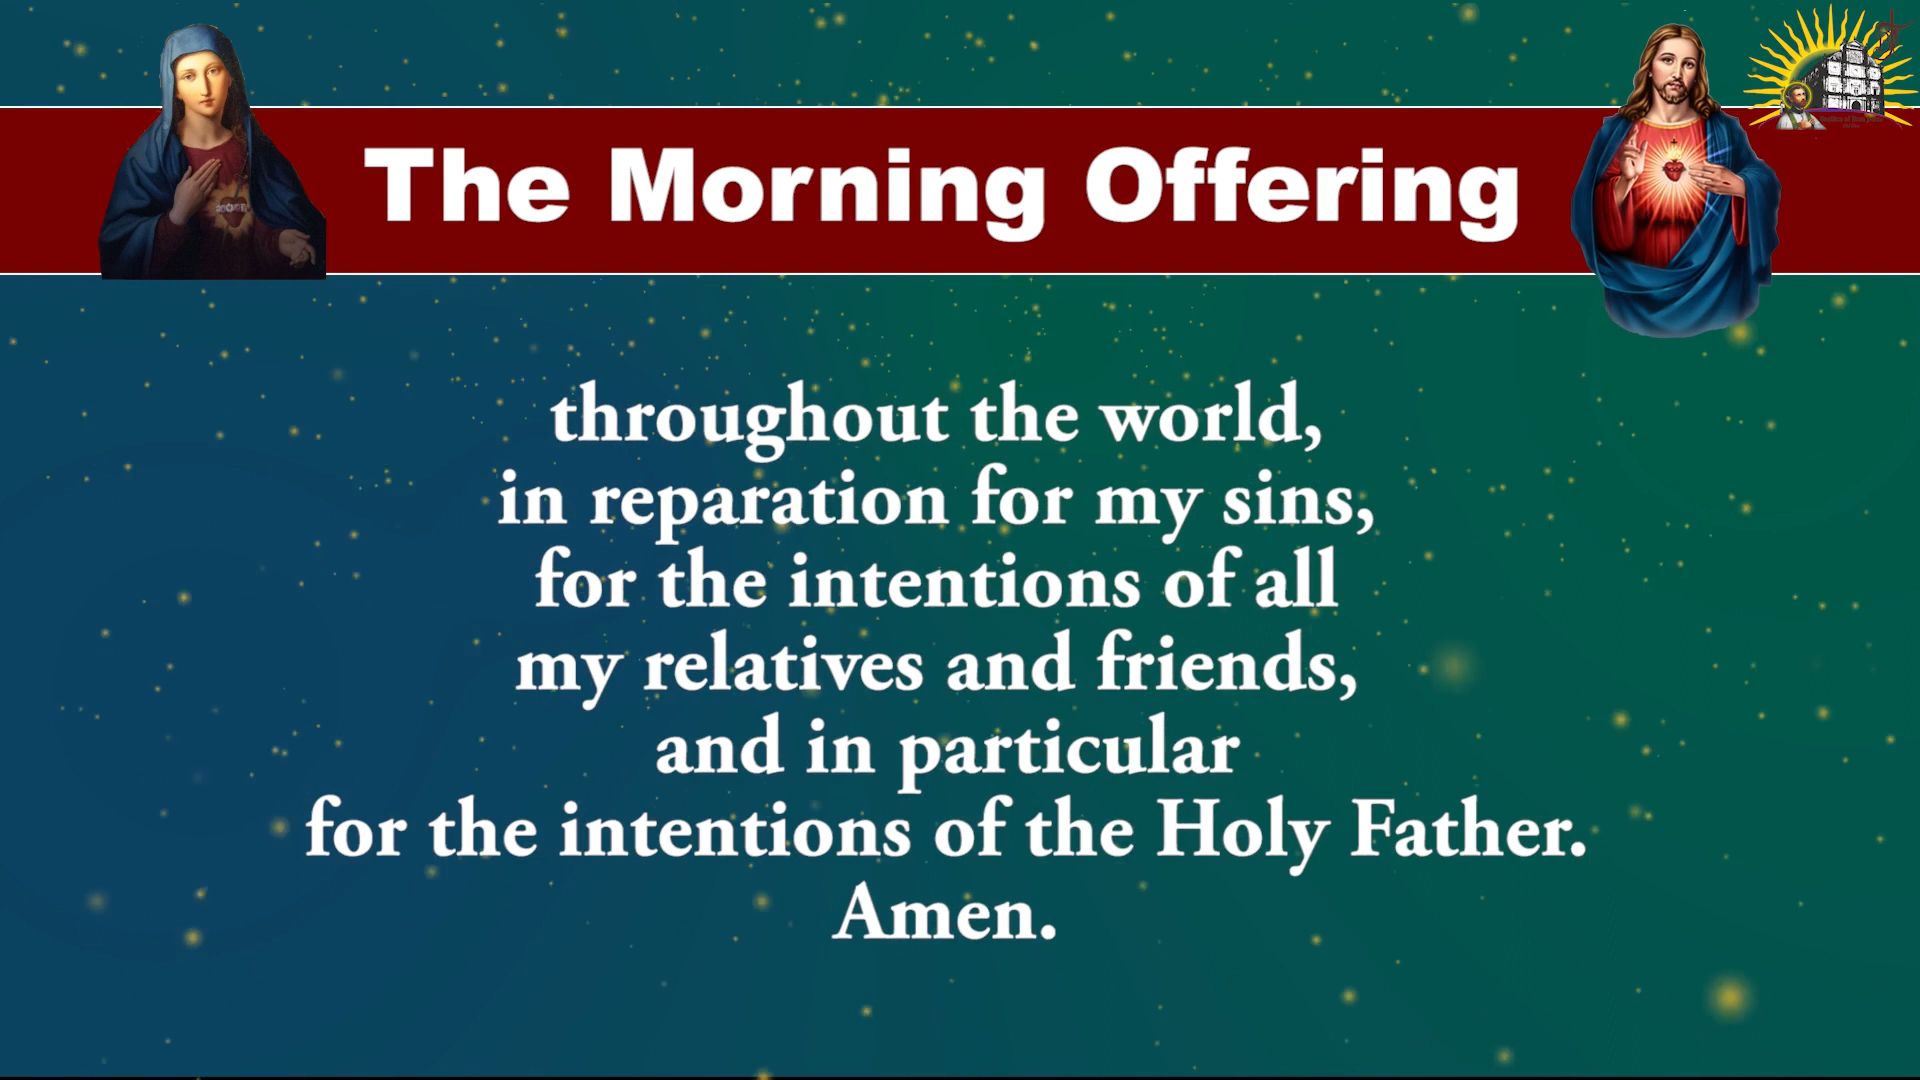 The Morning Offering
throughout the world,
in reparation for my sins,
for the intentions of all
my relatives and friends,
and in particular
for the intentions of the Holy Father.
Amen.